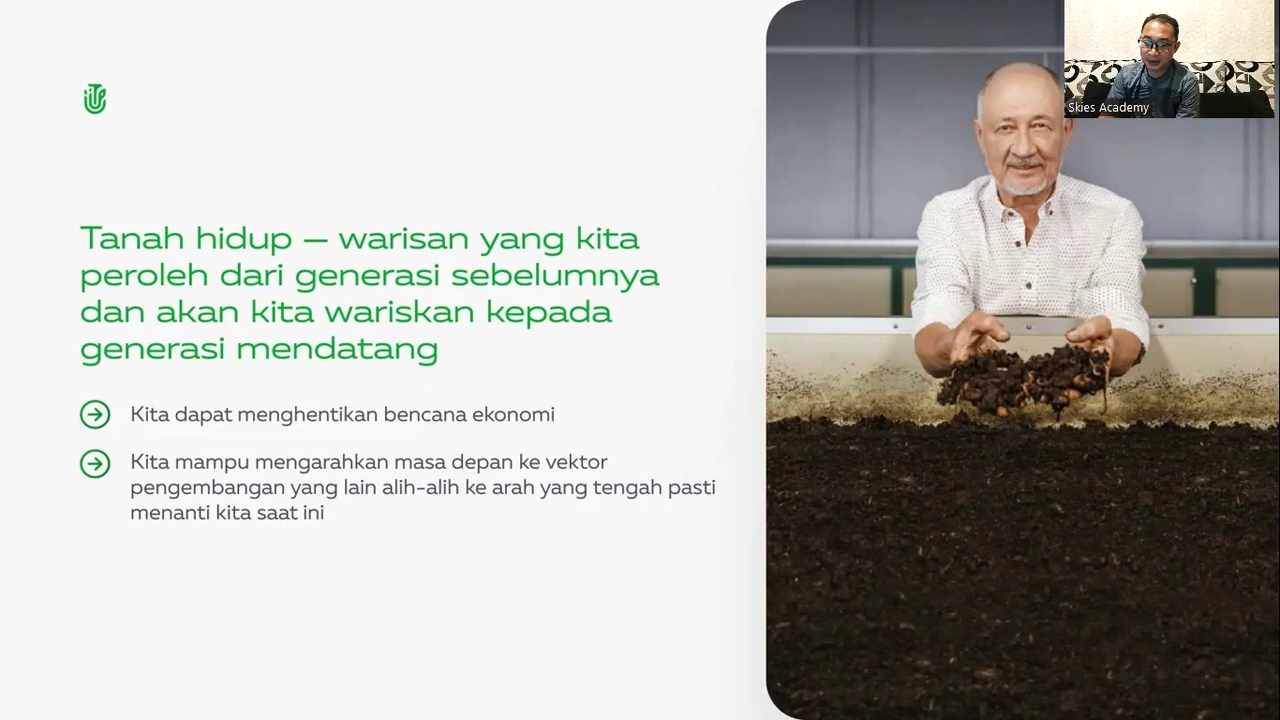 Tanah hidup — warisan yang kita
peroleh dari generasi sebelumnya
dan akan kita wariskan kepada
generasi mendatang
Kita dapat menghentikan bencana ekonomi
Kita mampu mengarahkan masa depan ke vektor
pengembangan yang lain alih-alih ke arah yang tengah pasti
menanti kita saat ini
Skies Academy